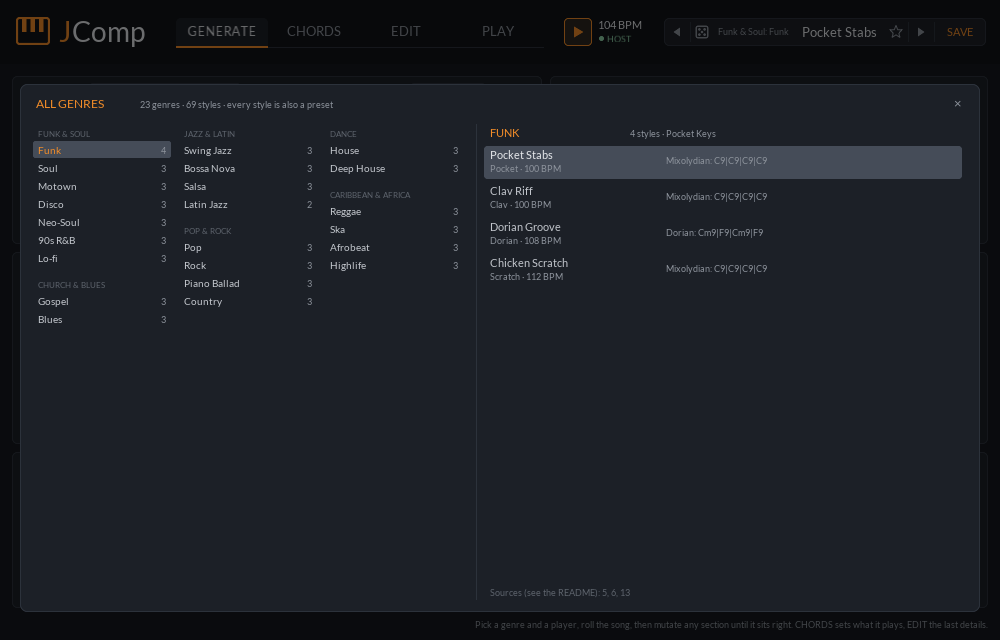 JComp
GENERATE
CHORDS
EDIT
PLAY
104 BPM
HOST
Funk & Soul: Funk
Pocket Stabs
SAVE
ALL GENRES
23 genres · 69 styles · every style is also a preset
×
FUNK & SOUL
Funk 4
Soul 3
Motown 3
Disco 3
Neo-Soul 3
90s R&B 3
Lo-fi 3
CHURCH & BLUES
Gospel 3
Blues 3
JAZZ & LATIN
Swing Jazz 3
Bossa Nova 3
Salsa 3
Latin Jazz 2
POP & ROCK
Pop 3
Rock 3
Piano Ballad 3
Country 3
DANCE
House 3
Deep House 3
CARIBBEAN & AFRICA
Reggae 3
Ska 3
Afrobeat 3
Highlife 3
FUNK
4 styles · Pocket Keys
Pocket Stabs
Pocket · 100 BPM
Mixolydian: C9|C9|C9|C9
Clav Riff
Clav · 100 BPM
Mixolydian: C9|C9|C9|C9
Dorian Groove
Dorian · 108 BPM
Dorian: Cm9|F9|Cm9|F9
Chicken Scratch
Scratch · 112 BPM
Mixolydian: C9|C9|C9|C9
Sources (see the README): 5, 6, 13
Pick a genre and a player, roll the song, then mutate any section until it sits right. CHORDS sets what it plays, EDIT the last details.